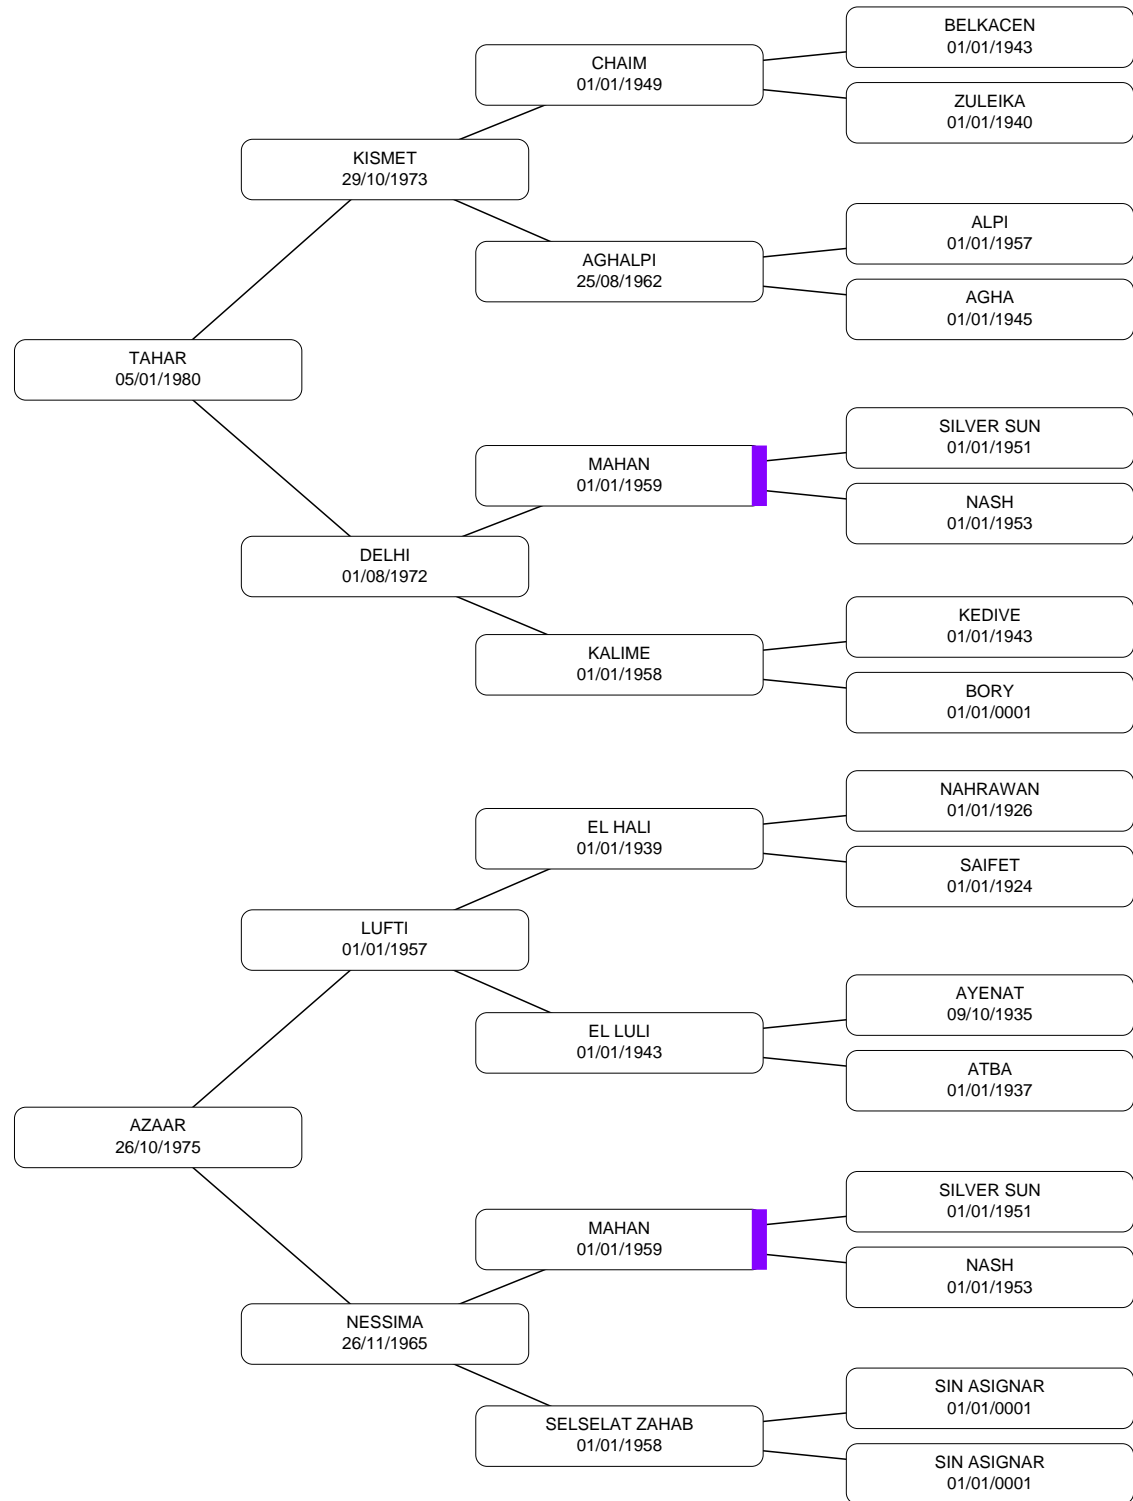 BELKACEN
01/01/1943
CHAIM
01/01/1949
ZULEIKA
01/01/1940
KISMET
29/10/1973
ALPI
01/01/1957
AGHALPI
25/08/1962
AGHA
01/01/1945
TAHAR
05/01/1980
SILVER SUN
01/01/1951
MAHAN
01/01/1959
NASH
01/01/1953
DELHI
01/08/1972
KEDIVE
01/01/1943
KALIME
01/01/1958
BORY
01/01/0001
NAHRAWAN
01/01/1926
EL HALI
01/01/1939
SAIFET
01/01/1924
LUFTI
01/01/1957
AYENAT
09/10/1935
EL LULI
01/01/1943
ATBA
01/01/1937
AZAAR
26/10/1975
SILVER SUN
01/01/1951
MAHAN
01/01/1959
NASH
01/01/1953
NESSIMA
26/11/1965
SIN ASIGNAR
01/01/0001
SELSELAT ZAHAB
01/01/1958
SIN ASIGNAR
01/01/0001